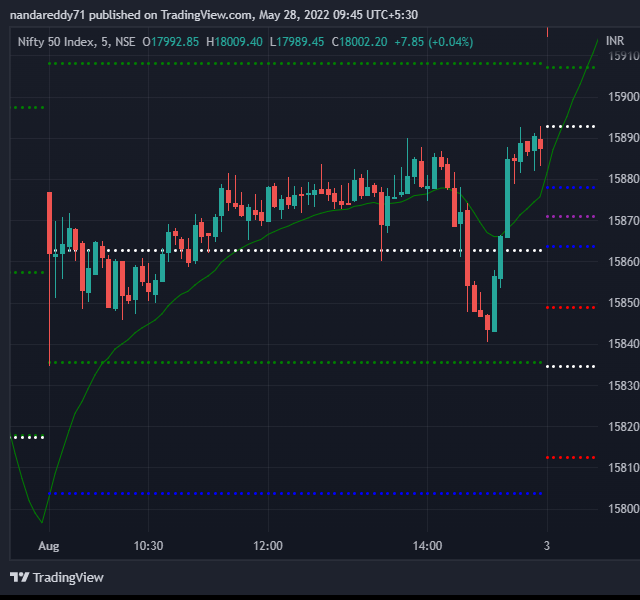 nandareddy71 published on TradingView.com, May 28, 2022 09:45 UTC+5:30
Nifty 50 Index, 5, NSE O17992.85 H18009.40 L17989.45 C18002.20 +7.85 (+0.04%)
INR
15910
15900
15890
15880
15870
15860
15850
15840
15830
15820
15810
15800
Aug 10:30 12:00 14:00 3
TradingView